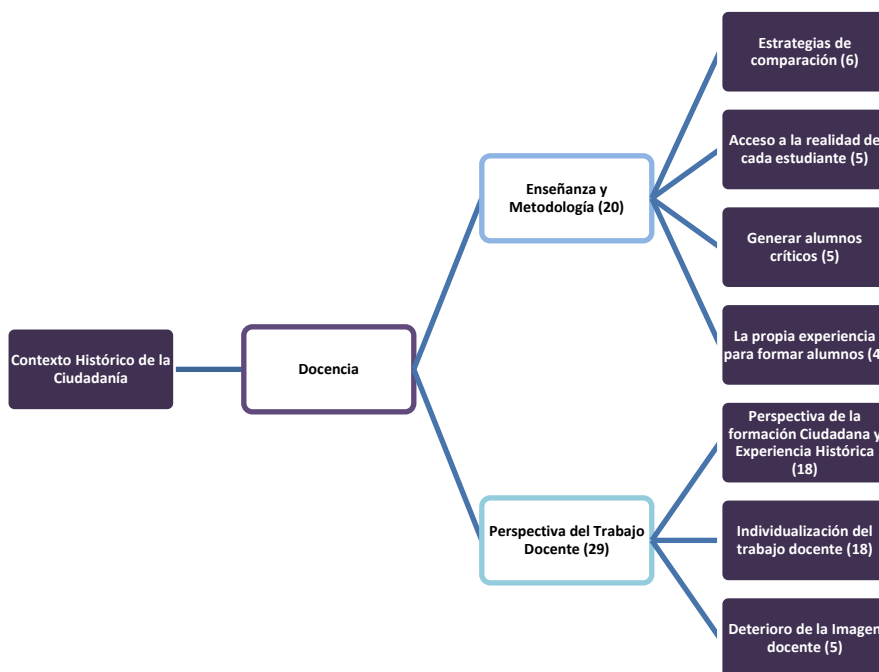 Estrategias de
comparación (6)
Acceso a la realidad de
cada estudiante (5)
Enseñanza y
Metodología (20)
Generar alumnos
críticos (5)
La propia experiencia
para formar alumnos (4
Contexto Histórico de la
Ciudadanía
Docencia
Perspectiva de la
formación Ciudadana y
Experiencia Histórica
(18)
Perspectiva del Trabajo
Docente (29)
Individualización del
trabajo docente (18)
Deterioro de la Imagen
docente (5)